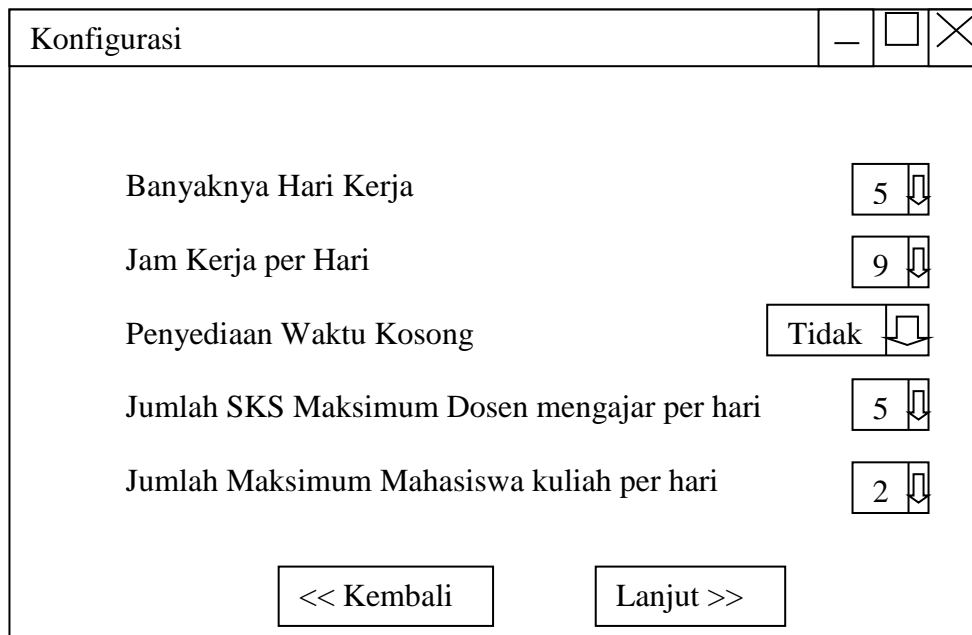 Konfigurasi
Banyaknya Hari Kerja 5
Jam Kerja per Hari 9
Penyediaan Waktu Kosong Tidak
Jumlah SKS Maksimum Dosen mengajar per hari 5
Jumlah Maksimum Mahasiswa kuliah per hari 2
<< Kembali Lanjut >>